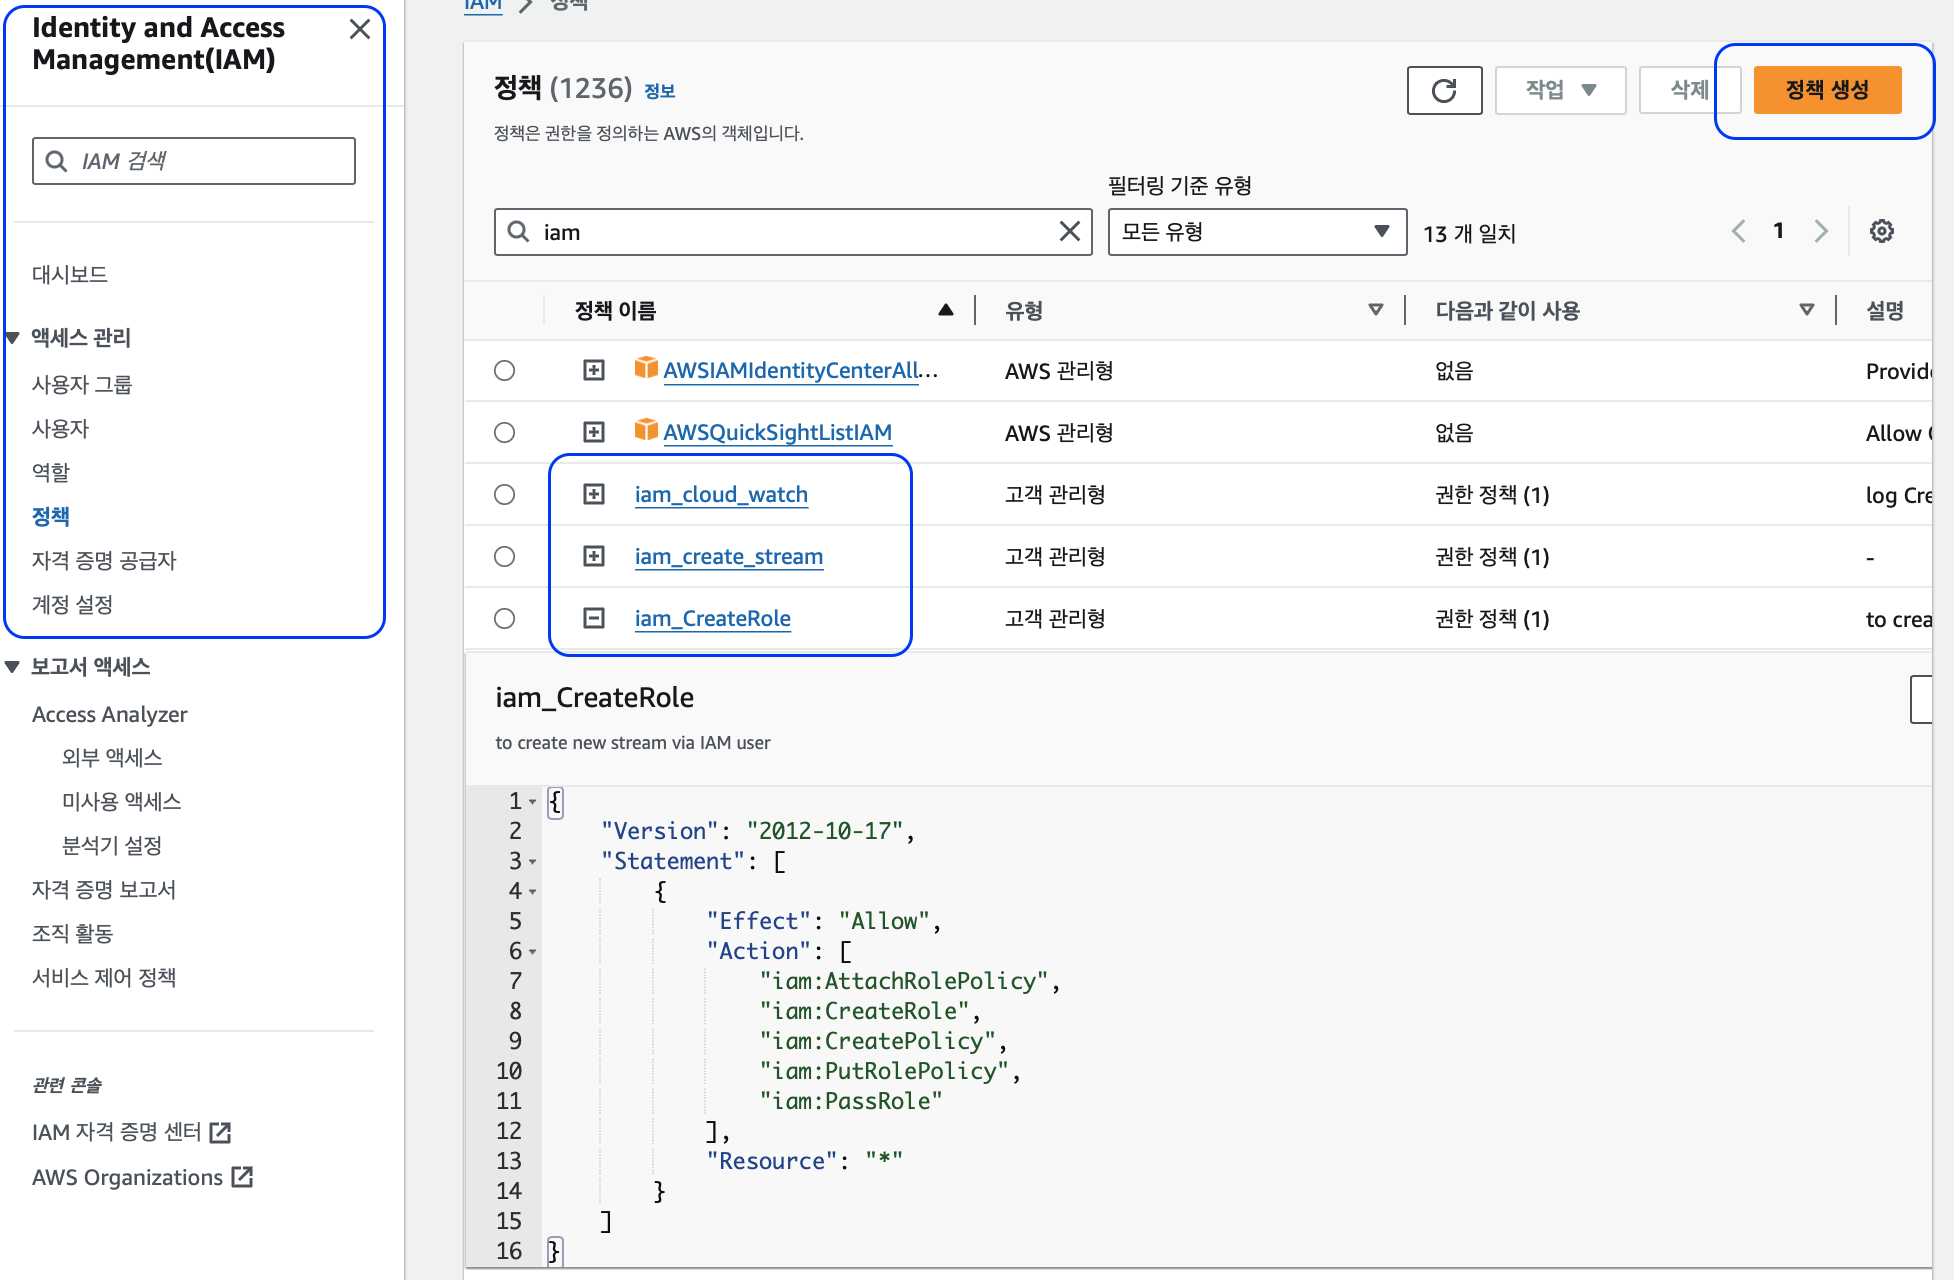 Identity and Access
Management(IAM)
IAM 검색
대시보드
액세스 관리
사용자 그룹
사용자
역할
정책
자격 증명 공급자
계정 설정
보고서 액세스
Access Analyzer
외부 액세스
미사용 액세스
분석기 설정
자격 증명 보고서
조직 활동
서비스 제어 정책
관련 콘솔
IAM 자격 증명 센터
AWS Organizations
IAM 정책
정책 (1236) 정보
작업 삭제 정책 생성
정책은 권한을 정의하는 AWS의 객체입니다.
필터링 기준 유형
iam 모든 유형 13 개 일치 1
정책 이름 유형 다음과 같이 사용 설명
AWSIAMIdentityCenterAll... AWS 관리형 없음 Provid
AWSQuickSightListIAM AWS 관리형 없음 Allow
iam_cloud_watch 고객 관리형 권한 정책 (1) log Cre
iam_create_stream 고객 관리형 권한 정책 (1) -
iam_CreateRole 고객 관리형 권한 정책 (1) to crea
iam_CreateRole
to create new stream via IAM user
1 {
2 "Version": "2012-10-17",
3 "Statement": [
4 {
5 "Effect": "Allow",
6 "Action": [
7 "iam:AttachRolePolicy",
8 "iam:CreateRole",
9 "iam:CreatePolicy",
10 "iam:PutRolePolicy",
11 "iam:PassRole"
12 ],
13 "Resource": "*"
14 }
15 ]
16 }